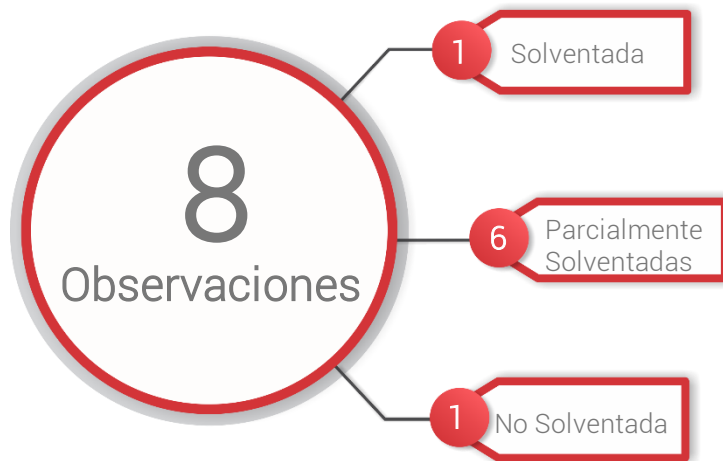 8
Observaciones
1
Solventada
6
Parcialmente
Solventadas
1
No Solventada